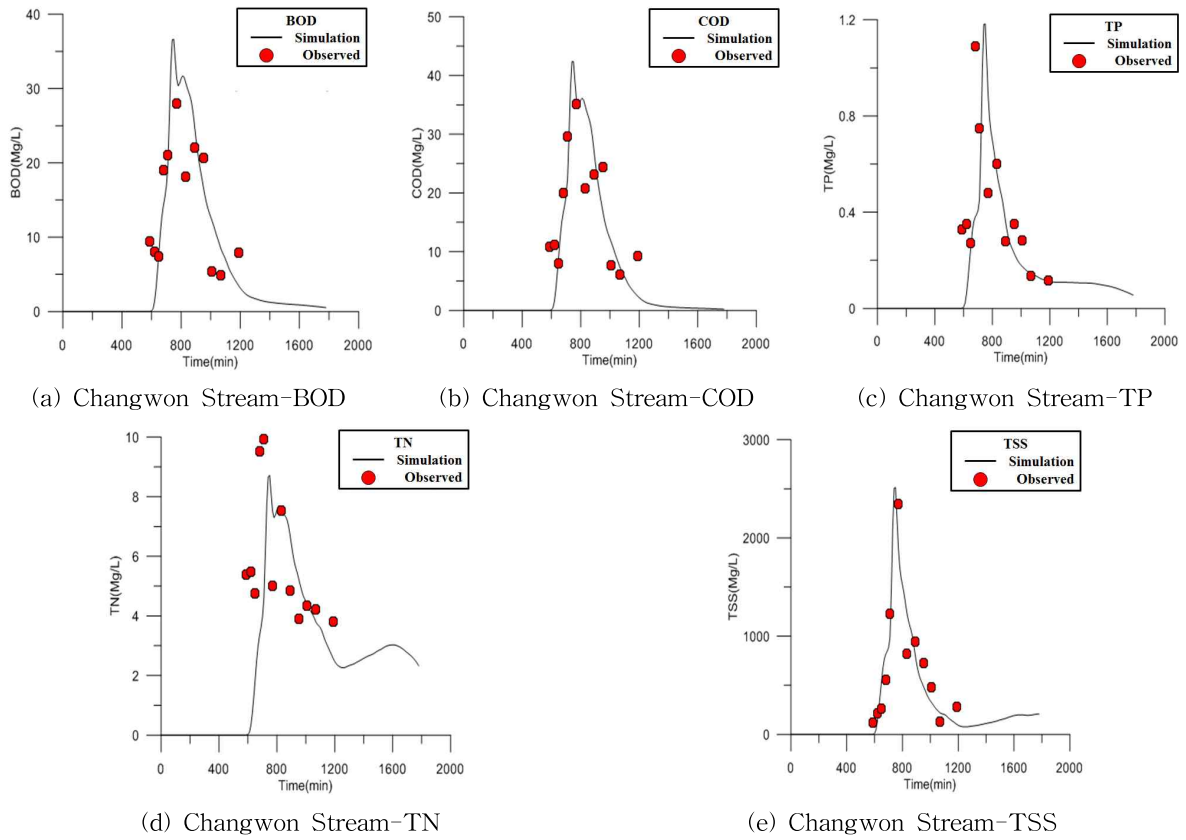 BOD
Simulation
Observed
BOD(Mg/L)
40
30
20
10
0
0 400 800 1200 1600 2000
Time(min)
(a) Changwon Stream-BOD
COD
Simulation
Observed
COD(Mg/L)
50
40
30
20
10
0
0 400 800 1200 1600 2000
Time(min)
(b) Changwon Stream-COD
TP
Simulation
Observed
TP(Mg/L)
1.2
0.8
0.4
0
0 400 800 1200 1600 2000
Time(min)
(c) Changwon Stream-TP
TN
Simulation
Observed
TN(Mg/L)
10
8
6
4
2
0
0 400 800 1200 1600 2000
Time(min)
(d) Changwon Stream-TN
TSS
Simulation
Observed
TSS(Mg/L)
3000
2000
1000
0
0 400 800 1200 1600 2000
Time(min)
(e) Changwon Stream-TSS